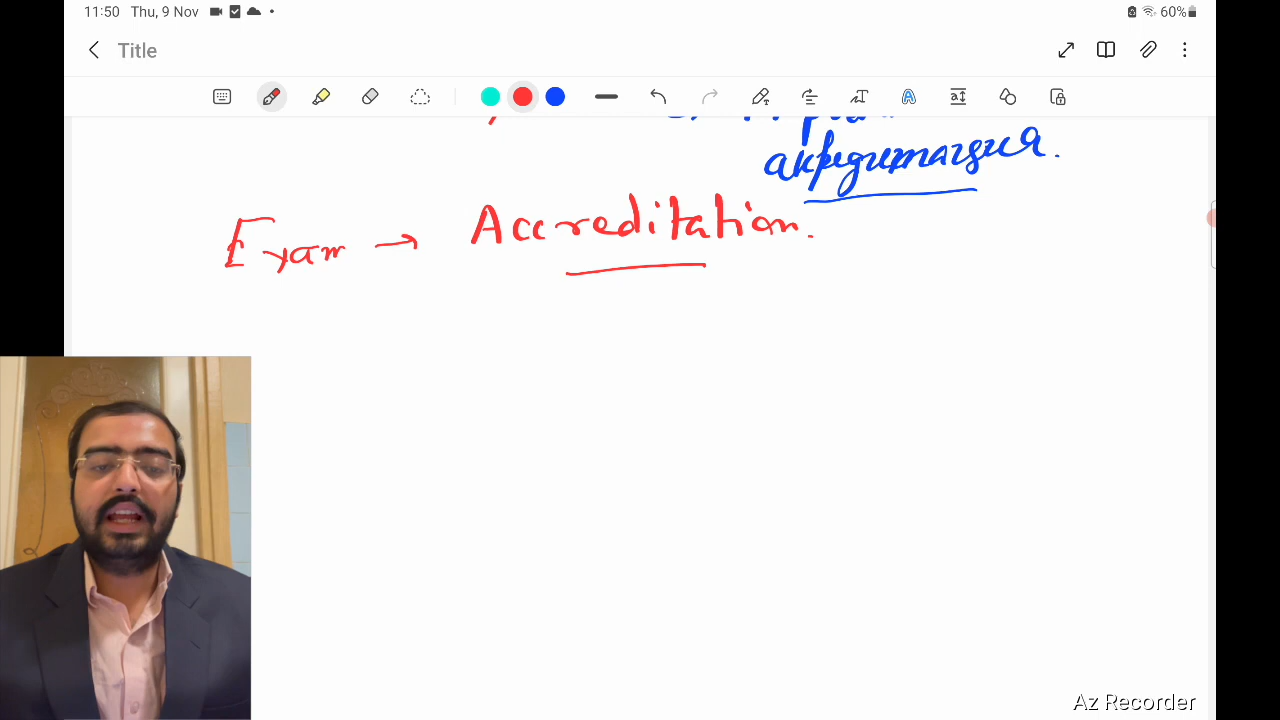 11:50 Thu, 9 Nov 60%
Title
аккредитация.
Exam → Accreditation.
Az Recorder